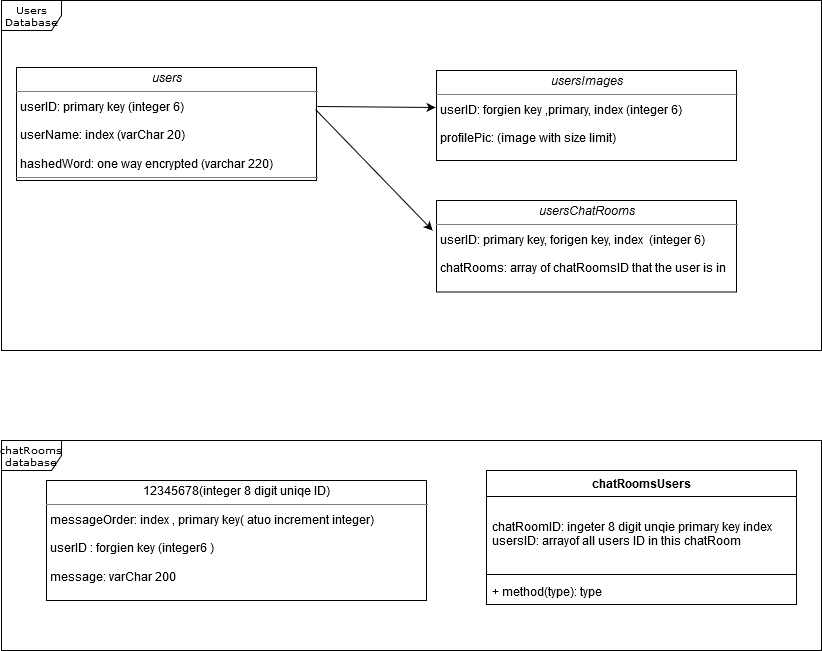 Users
Database
users
userID: primary key (integer 6)
userName: index (varChar 20)
hashedWord: one way encrypted (varchar 220)
usersImages
userID: forgien key ,primary, index (integer 6)
profilePic: (image with size limit)
usersChatRooms
userID: primary key, forigen key, index (integer 6)
chatRooms: array of chatRoomsID that the user is in
chatRooms
database
12345678(integer 8 digit uniqe ID)
messageOrder: index , primary key( atuo increment integer)
userID : forgien key (integer6 )
message: varChar 200
chatRoomsUsers
chatRoomID: ingeter 8 digit unqie primary key index
usersID: arrayof all users ID in this chatRoom
+ method(type): type